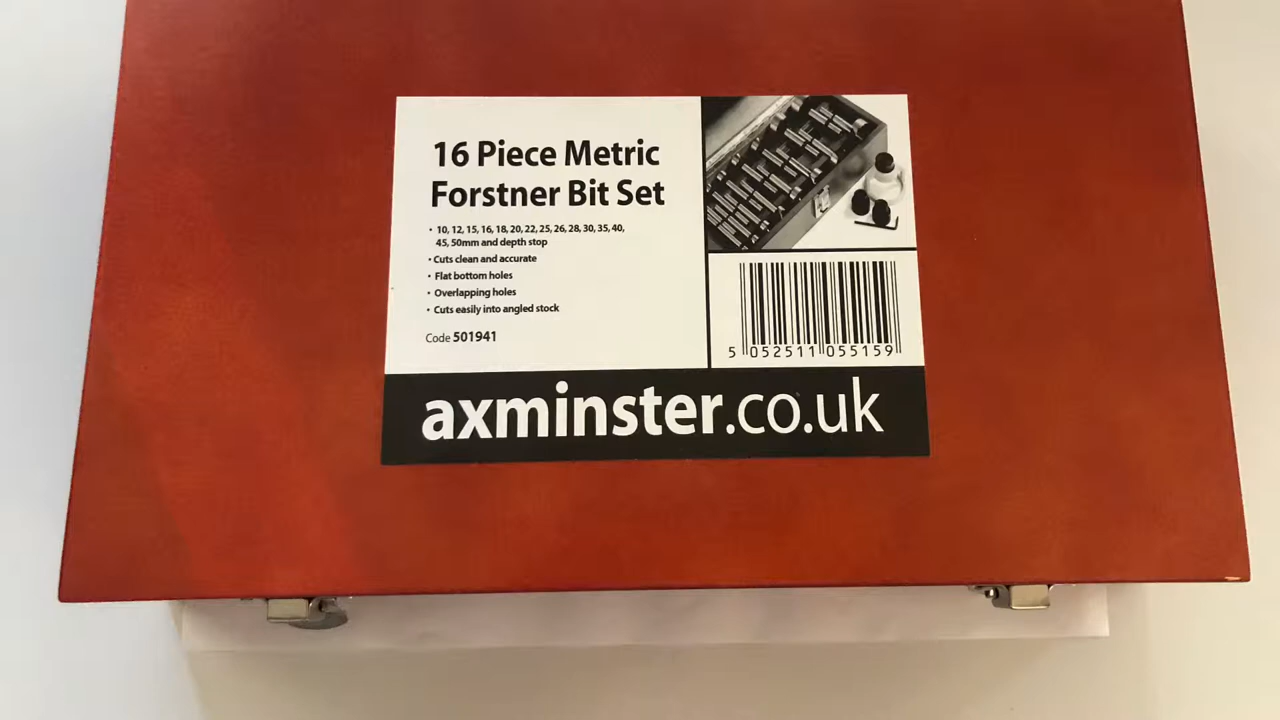 16 Piece Metric
Forstner Bit Set
• 10, 12, 15, 16, 18, 20, 22, 25, 26, 28, 30, 35, 40,
45, 50mm and depth stop
• Cuts clean and accurate
• Flat bottom holes
• Overlapping holes
• Cuts easily into angled stock
Code 501941
5 052511 055159
axminster.co.uk